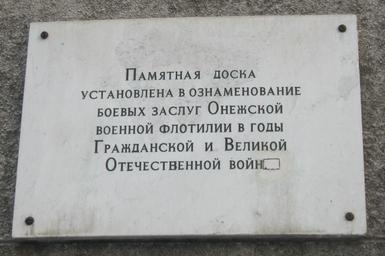 Памятная доска
установлена в ознаменование
боевых заслуг Онежской
военной флотилии в годы
Гражданской и Великой
Отечественной войн